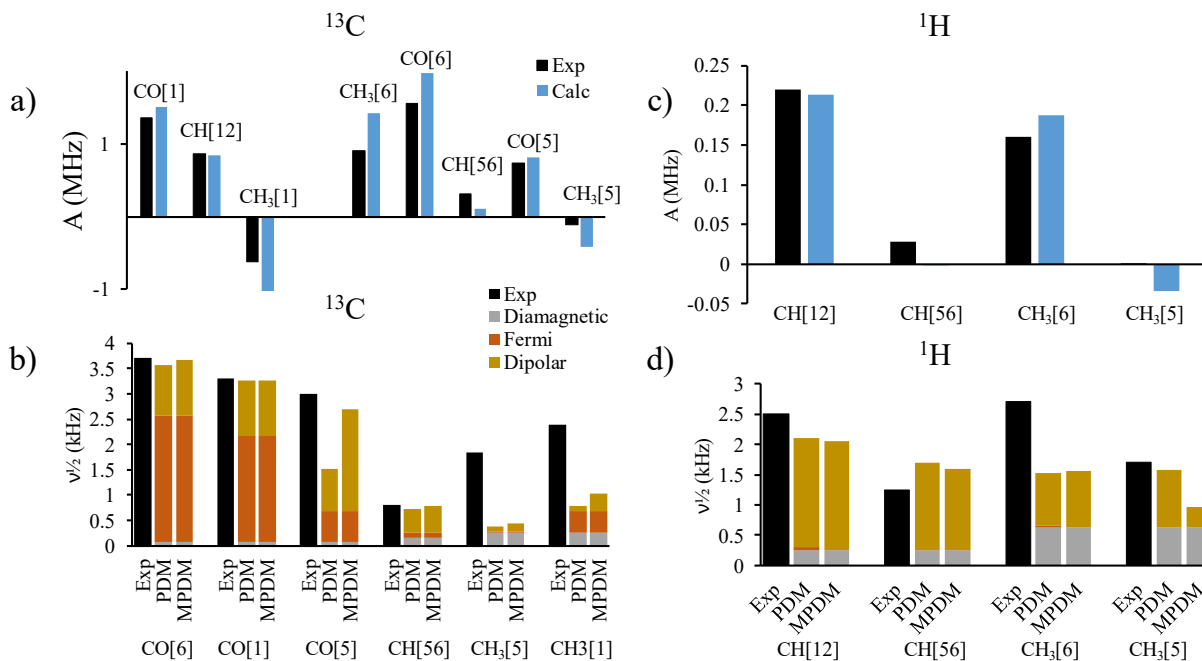 ¹³C
a)
Exp
Calc
A (MHz)
1
-1
CO[1]
CH[12]
CH₃[1]
CH₃[6]
CO[6]
CH[56]
CO[5]
CH₃[5]
¹H
c)
A (MHz)
0.25
0.2
0.15
0.1
0.05
0
-0.05
CH[12] CH[56] CH₃[6] CH₃[5]
¹³C
b)
Exp
Diamagnetic
Fermi
Dipolar
ν½ (kHz)
3.5
3
2.5
2
1.5
1
0.5
0
Exp PDM MPDM Exp PDM MPDM Exp PDM MPDM Exp PDM MPDM Exp PDM MPDM Exp PDM MPDM
CO[6] CO[1] CO[5] CH[56] CH₃[5] CH3[1]
¹H
d)
ν½ (kHz)
3
2.5
2
1.5
1
0.5
0
Exp PDM MPDM Exp PDM MPDM Exp PDM MPDM Exp PDM MPDM
CH[12] CH[56] CH₃[6] CH₃[5]